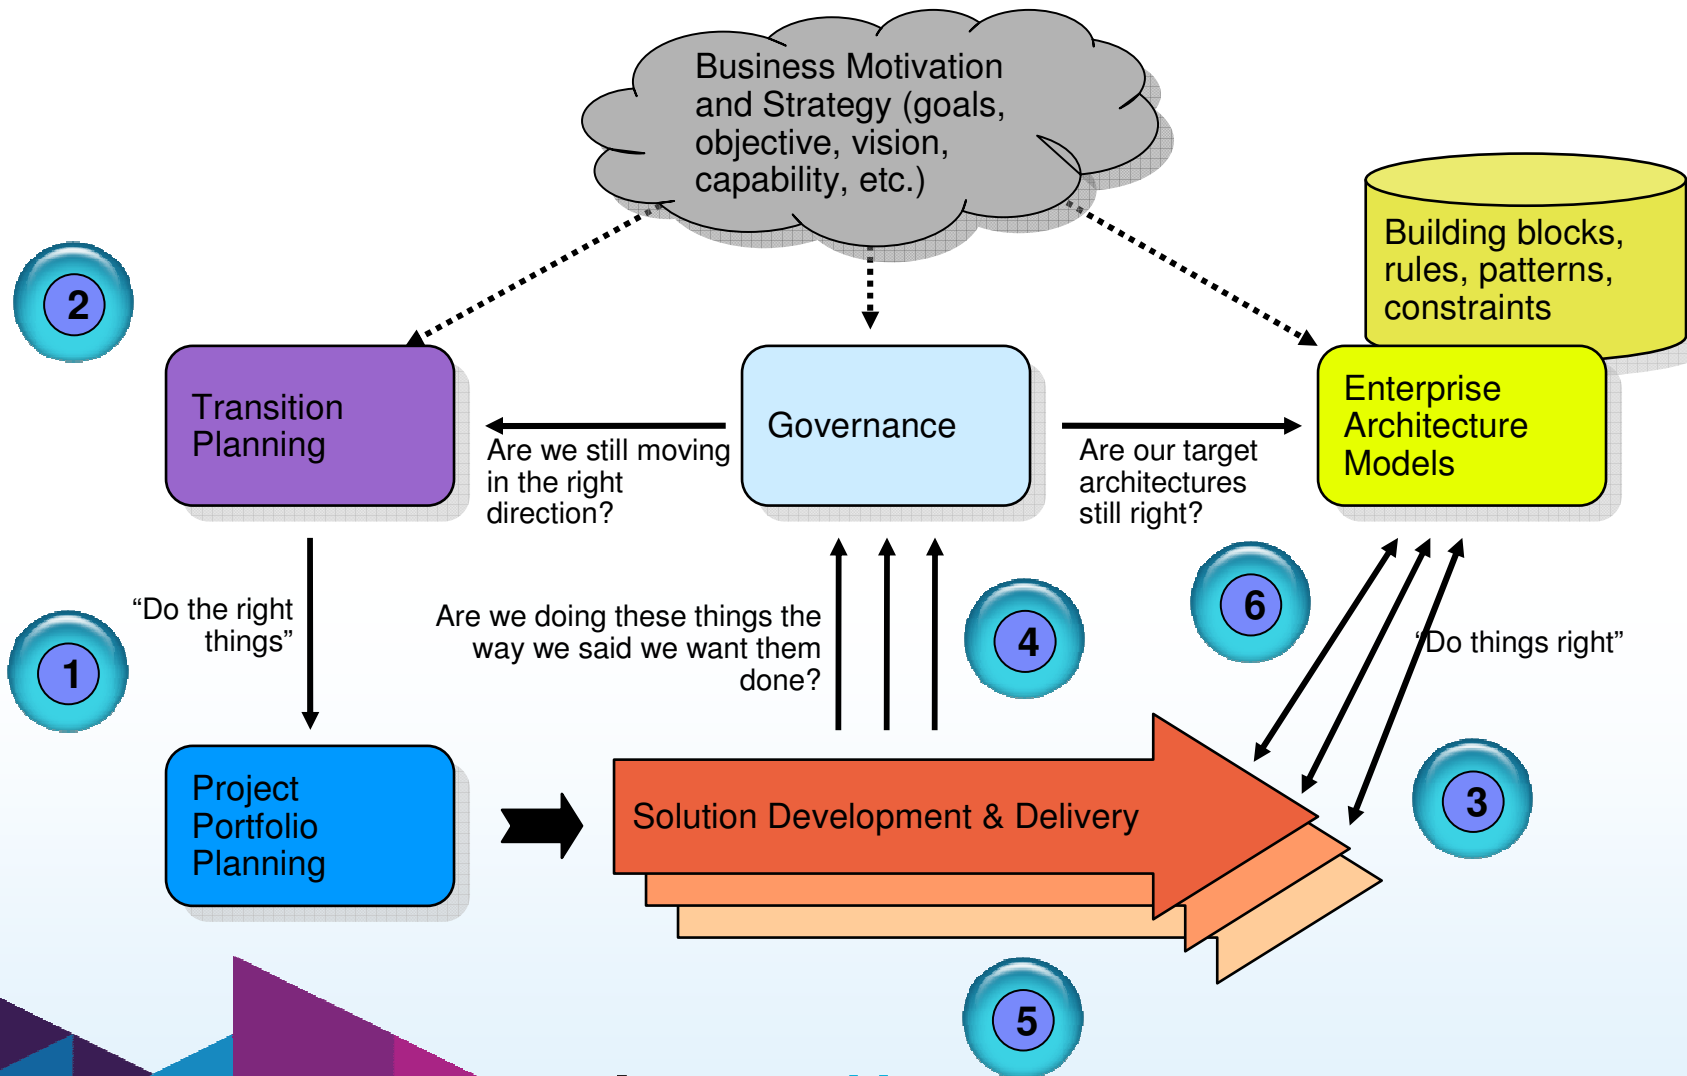 Business Motivation
and Strategy (goals,
objective, vision,
capability, etc.)
Building blocks,
rules, patterns,
constraints
2
Transition
Planning
Are we still moving
in the right
direction?
Governance
Are our target
architectures
still right?
Enterprise
Architecture
Models
1
“Do the right
things”
Are we doing these things the
way we said we want them
done?
4
6
“Do things right”
Project
Portfolio
Planning
Solution Development & Delivery
3
5